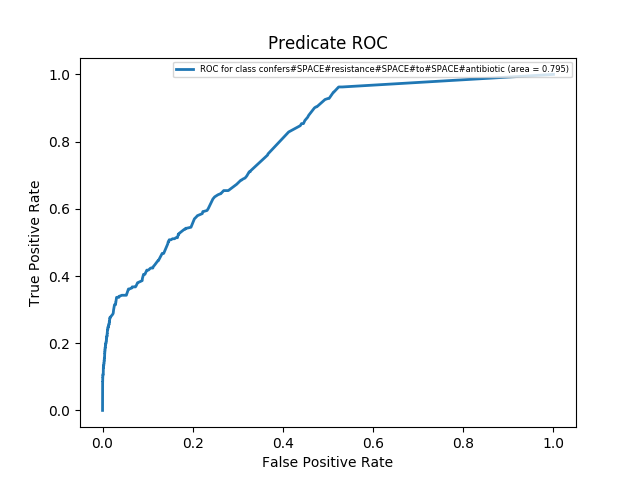 Predicate ROC
ROC for class confers#SPACE#resistance#SPACE#to#SPACE#antibiotic (area = 0.795)
1.0
0.8
0.6
0.4
0.2
0.0
True Positive Rate
0.0 0.2 0.4 0.6 0.8 1.0
False Positive Rate